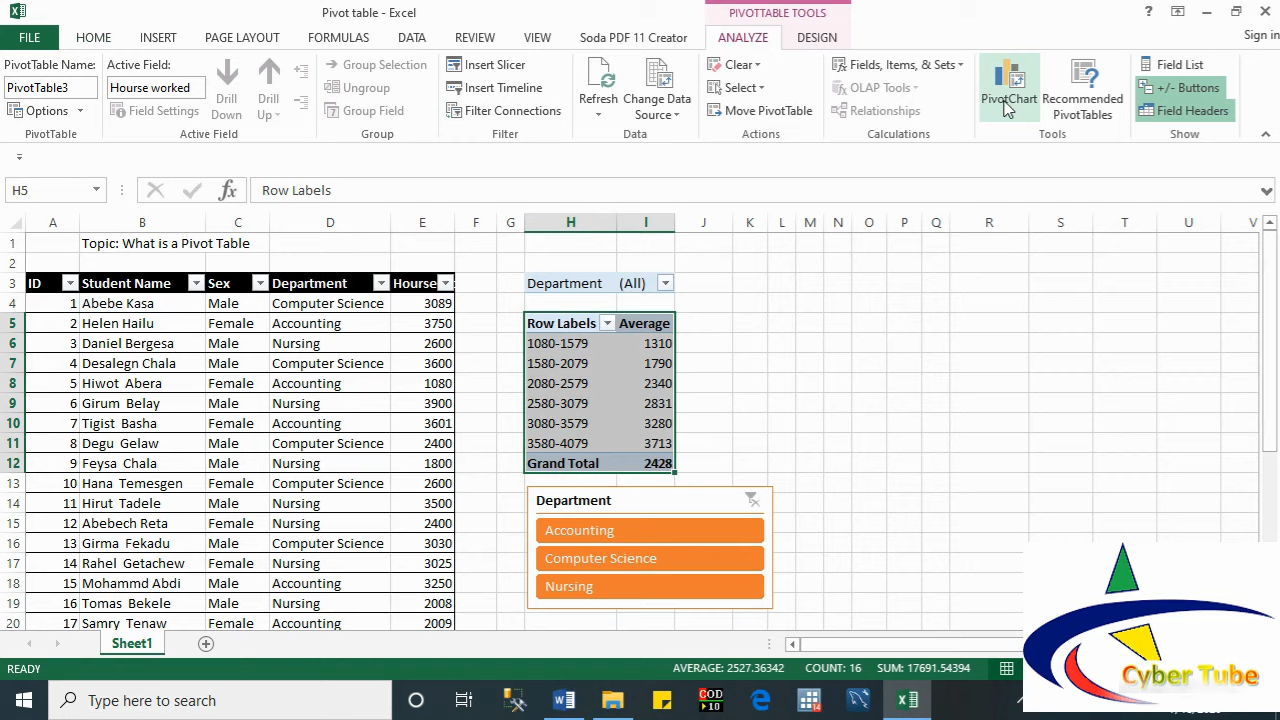 Pivot table - Excel
PIVOTTABLE TOOLS
?
FILE HOME INSERT PAGE LAYOUT FORMULAS DATA REVIEW VIEW Soda PDF 11 Creator ANALYZE DESIGN Sign in
PivotTable Name:
PivotTable3
Options
PivotTable
Active Field:
Hourse worked
Field Settings
Drill Down
Drill Up
Active Field
Group Selection
Ungroup
Group Field
Group
Insert Slicer
Insert Timeline
Filter Connections
Filter
Refresh
Change Data Source
Data
Clear
Select
Move PivotTable
Actions
Fields, Items, & Sets
OLAP Tools
Relationships
Calculations
PivotChart
Recommended PivotTables
Tools
Field List
+/- Buttons
Field Headers
Show
H5 fx Row Labels
A B C D E F G H I J K L M N O P Q R S T U V
1 Topic: What is a Pivot Table
2
3 ID Student Name Sex Department Hourse Department (All)
4 1 Abebe Kasa Male Computer Science 3089
5 2 Helen Hailu Female Accounting 3750 Row Labels Average
6 3 Daniel Bergesa Male Nursing 2600 1080-1579 1310
7 4 Desalegn Chala Male Computer Science 3600 1580-2079 1790
8 5 Hiwot Abera Female Accounting 1080 2080-2579 2340
9 6 Girum Belay Male Nursing 3900 2580-3079 2831
10 7 Tigist Basha Female Accounting 3601 3080-3579 3280
11 8 Degu Gelaw Male Computer Science 2400 3580-4079 3713
12 9 Feysa Chala Male Nursing 1800 Grand Total 2428
13 10 Hana Temesgen Female Computer Science 2600
14 11 Hirut Tadele Male Nursing 3500 Department
15 12 Abebech Reta Female Nursing 2400 Accounting
16 13 Girma Fekadu Male Computer Science 3030 Computer Science
17 14 Rahel Getachew Female Nursing 3025 Nursing
18 15 Mohammd Abdi Male Accounting 3250
19 16 Tomas Bekele Male Nursing 2008
20 17 Samry Tenaw Female Accounting 2009
Sheet1
READY AVERAGE: 2527.36342 COUNT: 16 SUM: 17691.54394
Type here to search
Cyber Tube